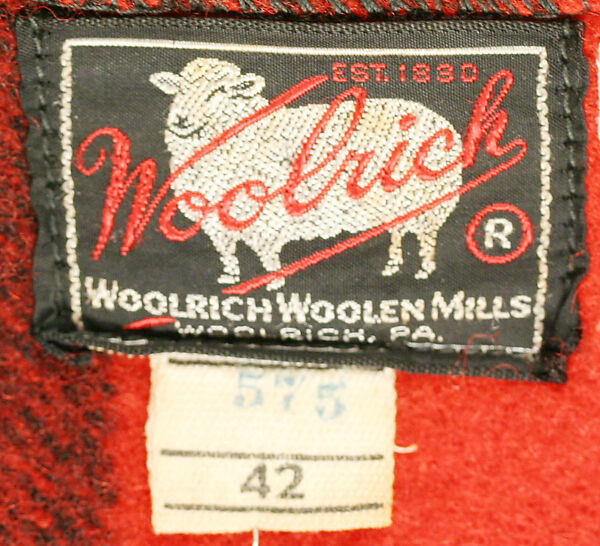 EST. 1830
Woolrich
®
WOOLRICH WOOLEN MILLS
WOOLRICH, PA.
575
42